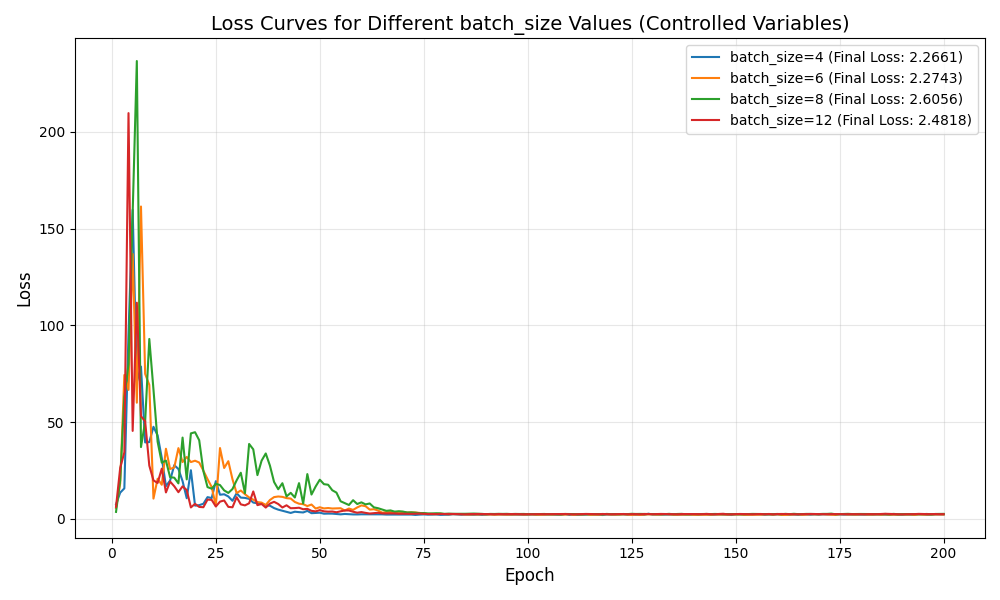 Loss Curves for Different batch_size Values (Controlled Variables)
batch_size=4 (Final Loss: 2.2661)
batch_size=6 (Final Loss: 2.2743)
batch_size=8 (Final Loss: 2.6056)
batch_size=12 (Final Loss: 2.4818)
Loss
200
150
100
50
0
0 25 50 75 100 125 150 175 200
Epoch